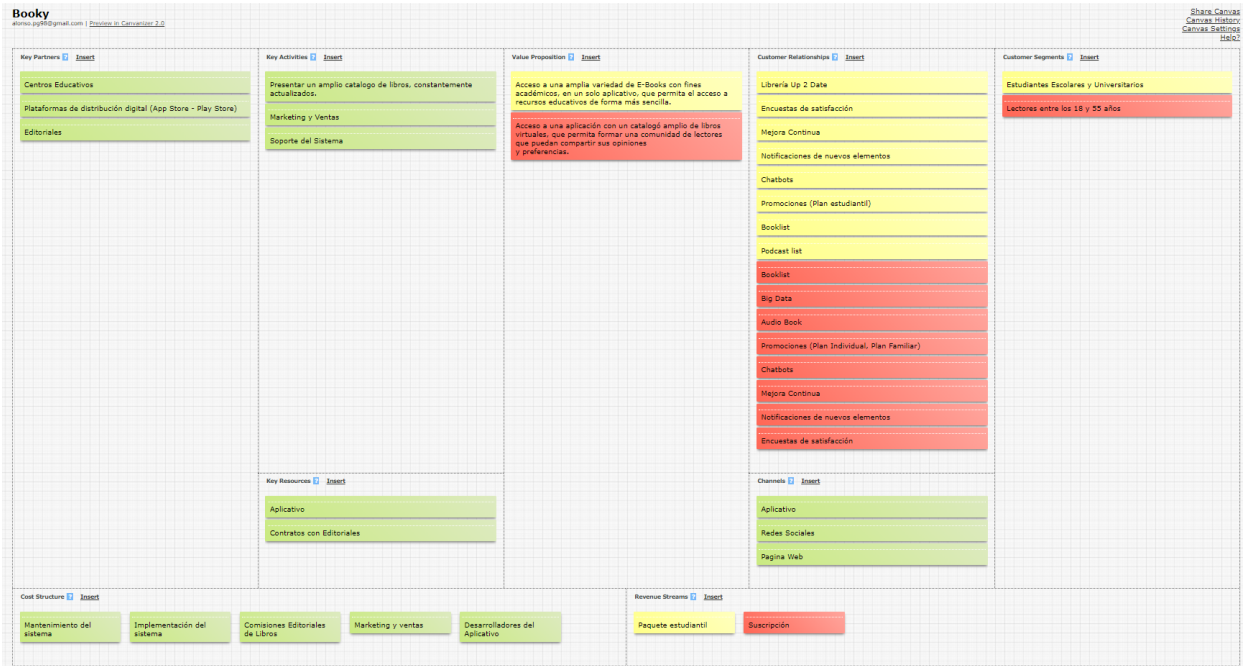 Booky
alonso.pg98@gmail.com | Preview in Canvanizer 2.0
Share Canvas
Canvas History
Canvas Settings
Help?
Key Partners ? Insert
Centros Educativos
Plataformas de distribución digital (App Store - Play Store)
Editoriales
Key Activities ? Insert
Presentar un amplio catalogo de libros, constantemente
actualizados.
Marketing y Ventas
Soporte del Sistema
Key Resources ? Insert
Aplicativo
Contratos con Editoriales
Value Proposition ? Insert
Acceso a una amplia variedad de E-Books con fines
académicos, en un solo aplicativo, que permita el acceso a
recursos educativos de forma más sencilla.
Acceso a una aplicación con un catalogó amplio de libros
virtuales, que permita formar una comunidad de lectores
que puedan compartir sus opiniones
y preferencias.
Customer Relationships ? Insert
Librería Up 2 Date
Encuestas de satisfacción
Mejora Continua
Notificaciones de nuevos elementos
Chatbots
Promociones (Plan estudiantil)
Booklist
Podcast list
Booklist
Big Data
Audio Book
Promociones (Plan Individual, Plan Familiar)
Chatbots
Mejora Continua
Notificaciones de nuevos elementos
Encuestas de satisfacción
Channels ? Insert
Aplicativo
Redes Sociales
Pagina Web
Customer Segments ? Insert
Estudiantes Escolares y Universitarios
Lectores entre los 18 y 55 años
Cost Structure ? Insert
Mantenimiento del
sistema
Implementación del
sistema
Comisiones Editoriales
de Libros
Marketing y ventas
Desarrolladores del
Aplicativo
Revenue Streams ? Insert
Paquete estudiantil
Suscripción